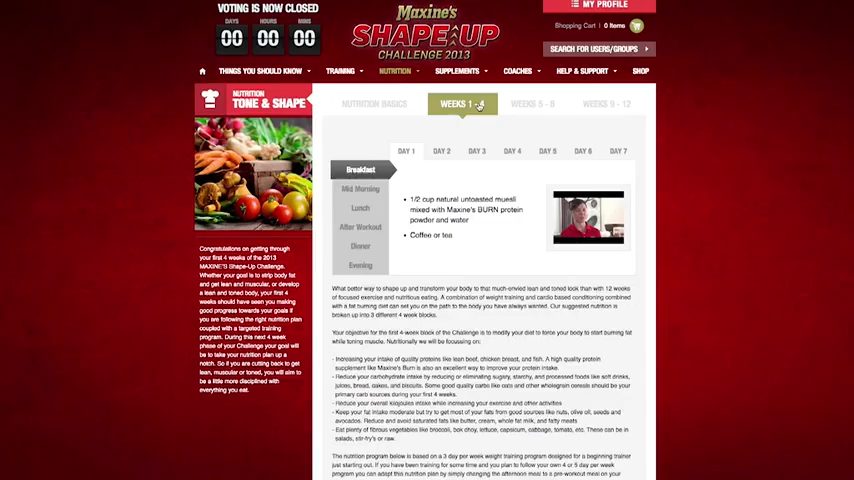 VOTING IS NOW CLOSED
DAYS HOURS MINS
00 00 00
Maxine's
SHAPE UP
CHALLENGE 2013
MY PROFILE
Shopping Cart | 0 Items
SEARCH FOR USERS/GROUPS
THINGS YOU SHOULD KNOW TRAINING NUTRITION SUPPLEMENTS COACHES HELP & SUPPORT SHOP
NUTRITION
TONE & SHAPE
NUTRITION BASICS WEEKS 1 - 4 WEEKS 5 - 8 WEEKS 9 - 12
DAY 1 DAY 2 DAY 3 DAY 4 DAY 5 DAY 6 DAY 7
Breakfast
Mid Morning
Lunch
After Workout
Dinner
Evening
1/2 cup natural untoasted muesli
mixed with Maxine's BURN protein
powder and water
Coffee or tea
Congratulations on getting through
your first 4 weeks of the 2013
MAXINE'S Shape-Up Challenge.
Whether your goal is to strip body fat
and get lean and muscular, or develop
a lean and toned body, your first 4
weeks should have seen you making
good progress towards your goals if
you are following the right nutrition plan
coupled with a targeted training
program. During this next 4 week
phase of your Challenge your goal will
be to take your nutrition plan up a
notch. So if you are cutting back to get
lean, muscular or toned, you will aim to
be a little more disciplined with
everything you eat.
What better way to shape up and transform your body to that much-envied lean and toned look than with 12 weeks
of focused exercise and nutritious eating. A combination of weight training and cardio based conditioning combined
with a fat burning diet can set you on the path to the body you have always wanted. Our suggested nutrition is
broken up into 3 different 4 week blocks.
Your objective for the first 4-week block of the Challenge is to modify your diet to force your body to start burning fat
while toning muscle. Nutritionally we will be focussing on:
- Increasing your intake of quality proteins like lean beef, chicken breast, and fish. A high quality protein
supplement like Maxine's Burn is also an excellent way to improve your protein intake.
- Reduce your carbohydrate intake by reducing or eliminating sugary, starchy, and processed foods like soft drinks,
juices, bread, cakes, and biscuits. Some good quality carbs like oats and other wholegrain cereals should be your
primary carb sources during your first 4 weeks.
- Reduce your overall kilojoules intake while increasing your exercise and other activities
- Keep your fat intake moderate but try to get most of your fats from good sources like nuts, olive oil, seeds and
avocados. Reduce and avoid saturated fats like butter, cream, whole fat milk, and fatty meats
- Eat plenty of fibrous vegetables like broccoli, bok choy, lettuce, capsicum, cabbage, tomato, etc. These can be in
salads, stir-fry's or raw.
The nutrition program below is based on a 3 day per week weight training program designed for a beginning trainer
just starting out. If you have been training for some time and you plan to follow your own 4 or 5 day per week
program you can adapt this nutrition plan by simply changing the afternoon meal to a pre-workout meal on your